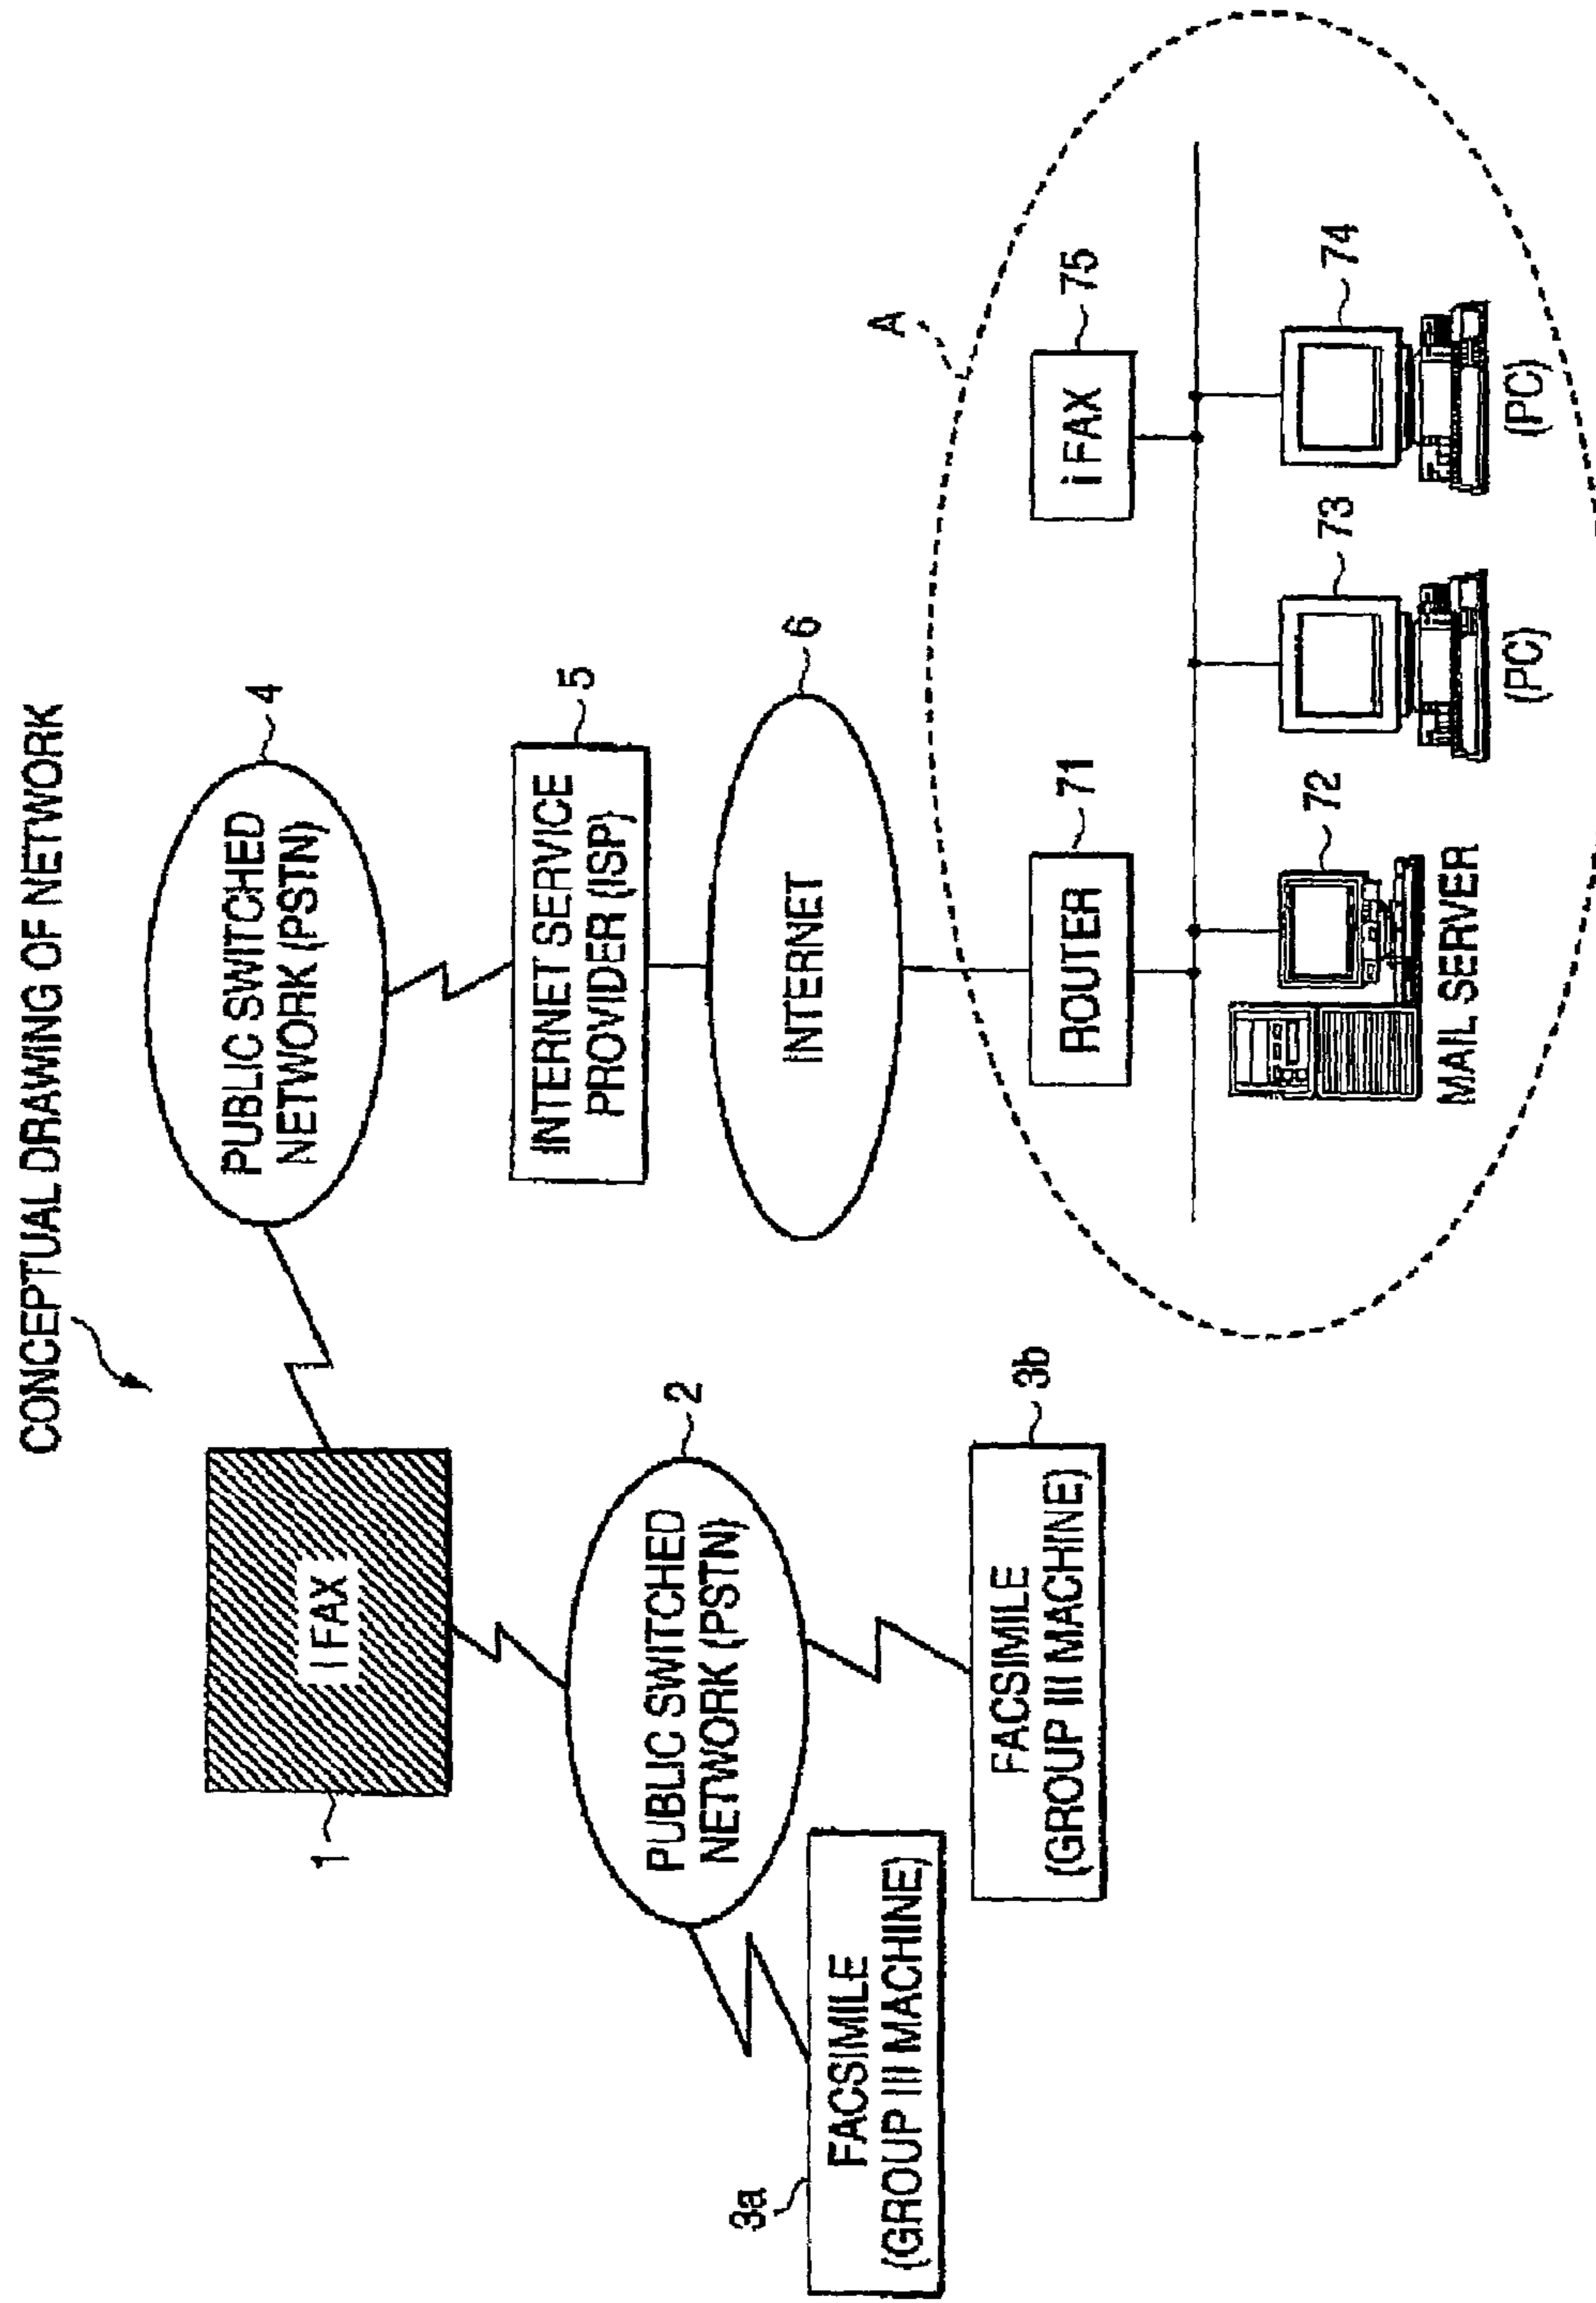 CONCEPTUAL DRAWING OF NETWORK
1
I FAX
PUBLIC SWITCHED
NETWORK (PSTN)
4
PUBLIC SWITCHED
NETWORK (PSTN)
2
INTERNET SERVICE
PROVIDER (ISP)
5
3a
FACSIMILE
(GROUP III MACHINE)
FACSIMILE
(GROUP III MACHINE)
3b
INTERNET
6
A
ROUTER
71
i FAX
75
72
73
74
MAIL SERVER
(PC)
(PC)